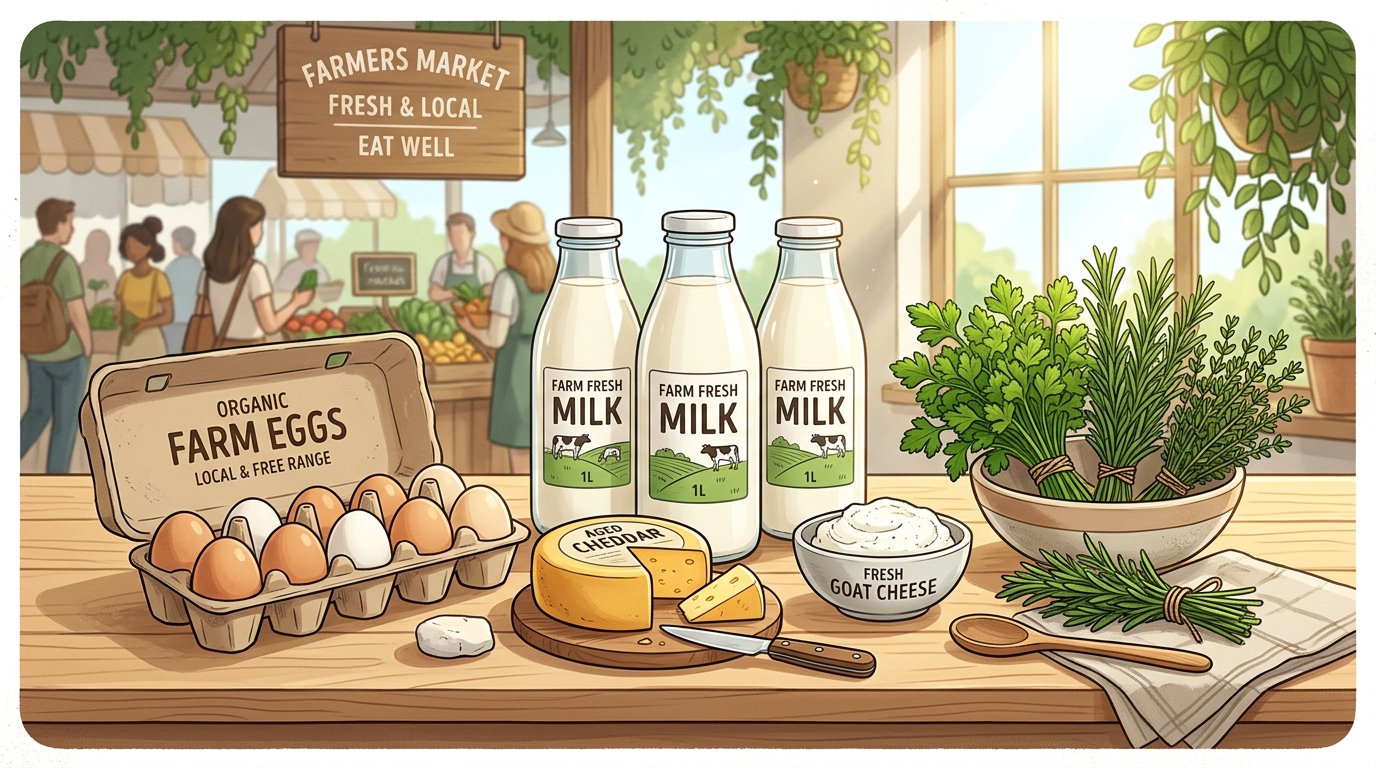 FARMERS MARKET
FRESH & LOCAL
EAT WELL
ORGANIC
FARM EGGS
LOCAL & FREE RANGE
FARM FRESH
MILK
1L
FARM FRESH
MILK
1L
FARM FRESH
MILK
1L
AGED
CHEDDAR
FRESH
GOAT CHEESE